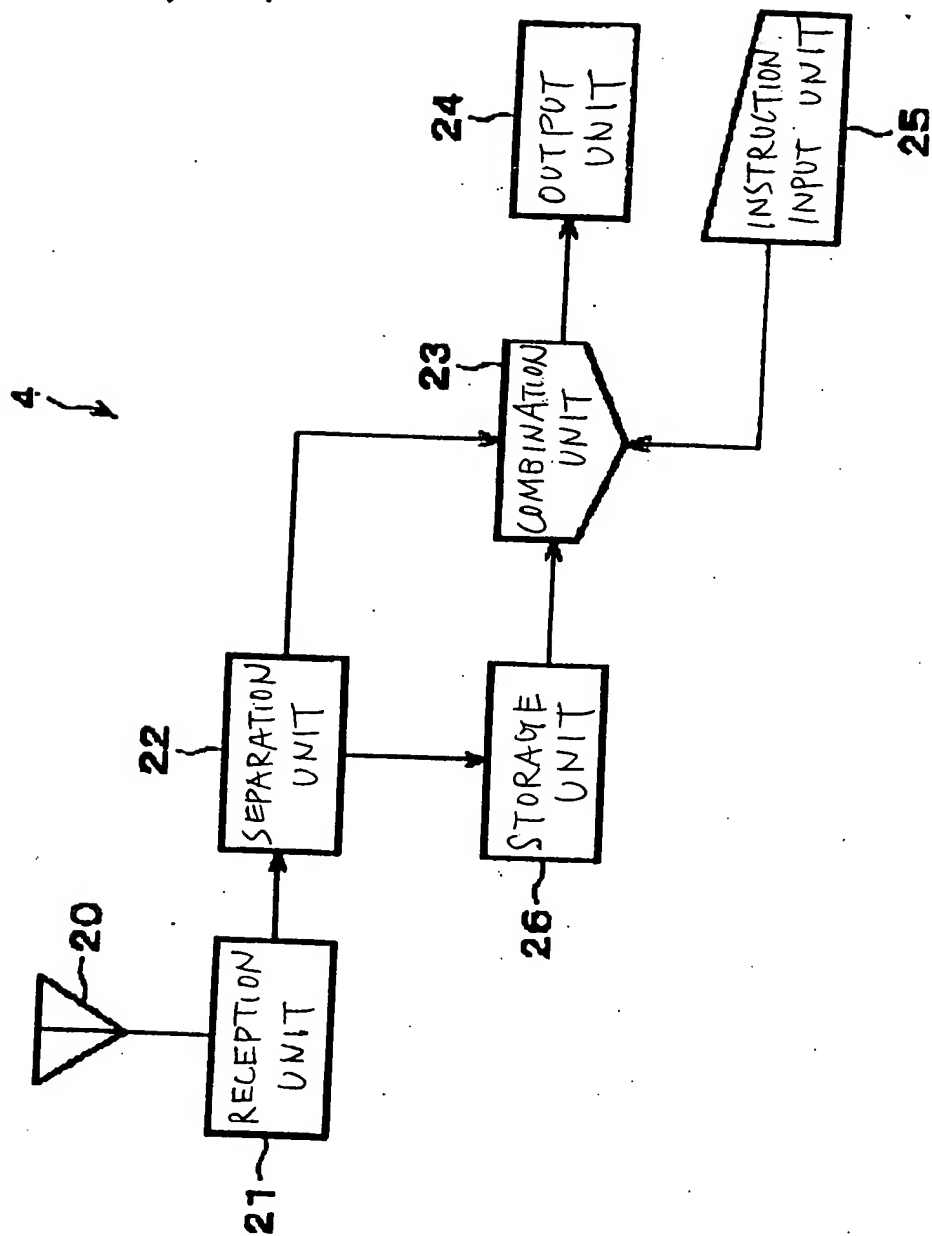 4
20
21
RECEPTION
UNIT
22
SEPARATION
UNIT
26
STORAGE
UNIT
23
COMBINATION
UNIT
24
OUTPUT
UNIT
INSTRUCTION
INPUT UNIT
25